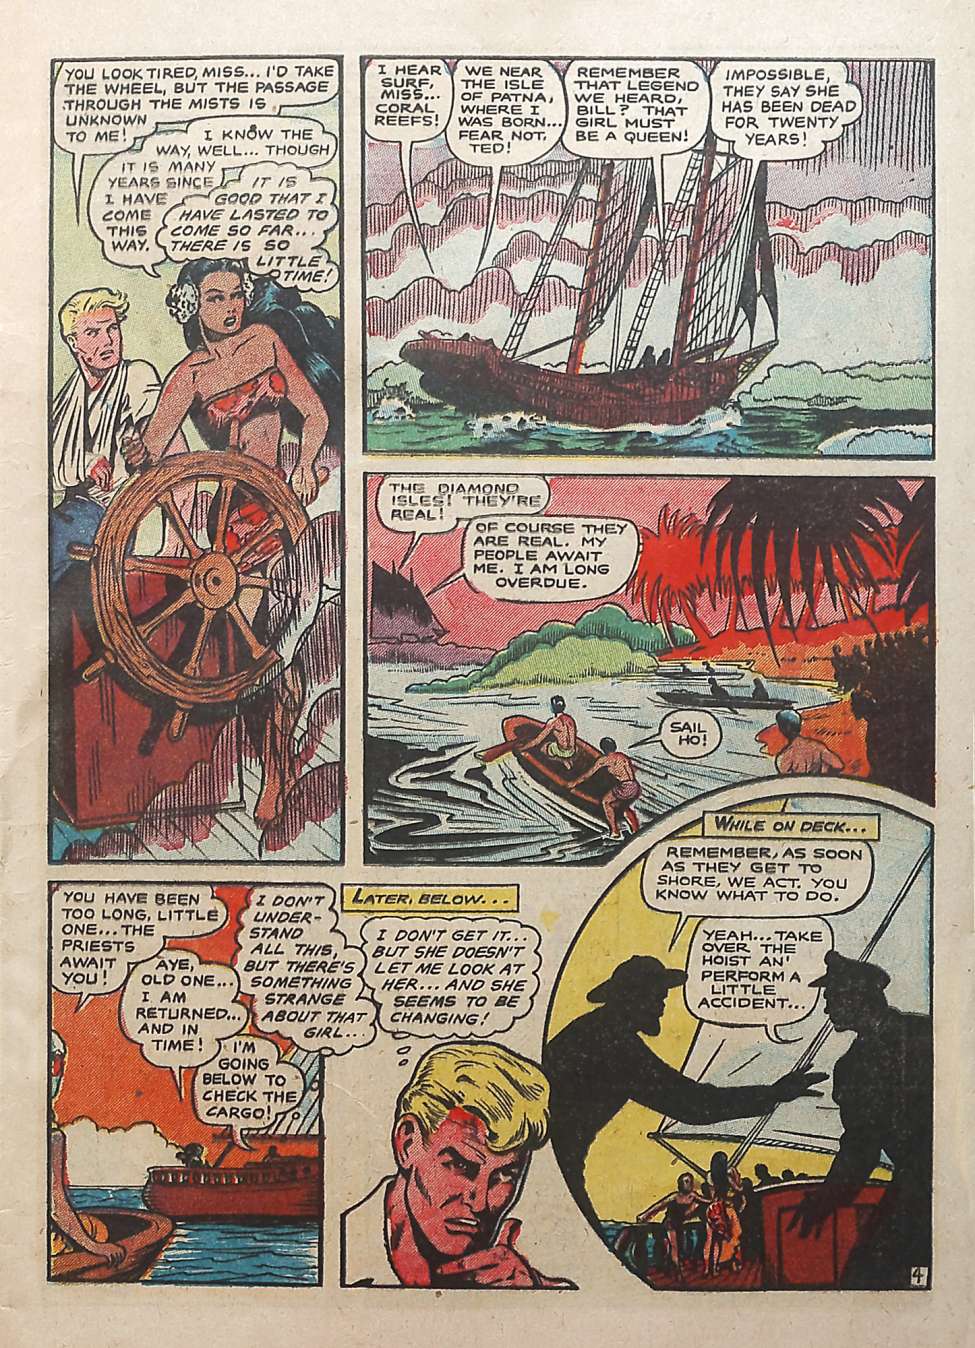 YOU LOOK TIRED, MISS... I'D TAKE
THE WHEEL, BUT THE PASSAGE
THROUGH THE MISTS IS
UNKNOWN
TO ME!
I KNOW THE
WAY, WELL... THOUGH
IT IS MANY
YEARS SINCE
I HAVE
COME
THIS
WAY.
IT IS
GOOD THAT I
HAVE LASTED TO
COME SO FAR...
THERE IS SO
LITTLE
TIME!
I HEAR
SURF,
MISS...
CORAL
REEFS!
WE NEAR
THE ISLE
OF PATNA,
WHERE I
WAS BORN...
FEAR NOT,
TED!
REMEMBER
THAT LEGEND
WE HEARD,
BILL? THAT
GIRL MUST
BE A QUEEN!
IMPOSSIBLE,
THEY SAY SHE
HAS BEEN DEAD
FOR TWENTY
YEARS!
THE DIAMOND
ISLES! THEY'RE
REAL!
OF COURSE THEY
ARE REAL. MY
PEOPLE AWAIT
ME. I AM LONG
OVERDUE.
SAIL
HO!
YOU HAVE BEEN
TOO LONG, LITTLE
ONE... THE
PRIESTS
AWAIT
YOU!
AYE,
OLD ONE...
I AM
RETURNED...
AND IN
TIME!
I DON'T
UNDER-
STAND
ALL THIS,
BUT THERE'S
SOMETHING
STRANGE
ABOUT THAT
GIRL...
I'M
GOING
BELOW TO
CHECK THE
CARGO!
LATER, BELOW...
I DON'T GET IT...
BUT SHE DOESN'T
LET ME LOOK AT
HER... AND SHE
SEEMS TO BE
CHANGING!
WHILE ON DECK...
REMEMBER, AS SOON
AS THEY GET TO
SHORE, WE ACT. YOU
KNOW WHAT TO DO.
YEAH... TAKE
OVER THE
HOIST AN'
PERFORM A
LITTLE
ACCIDENT...
4